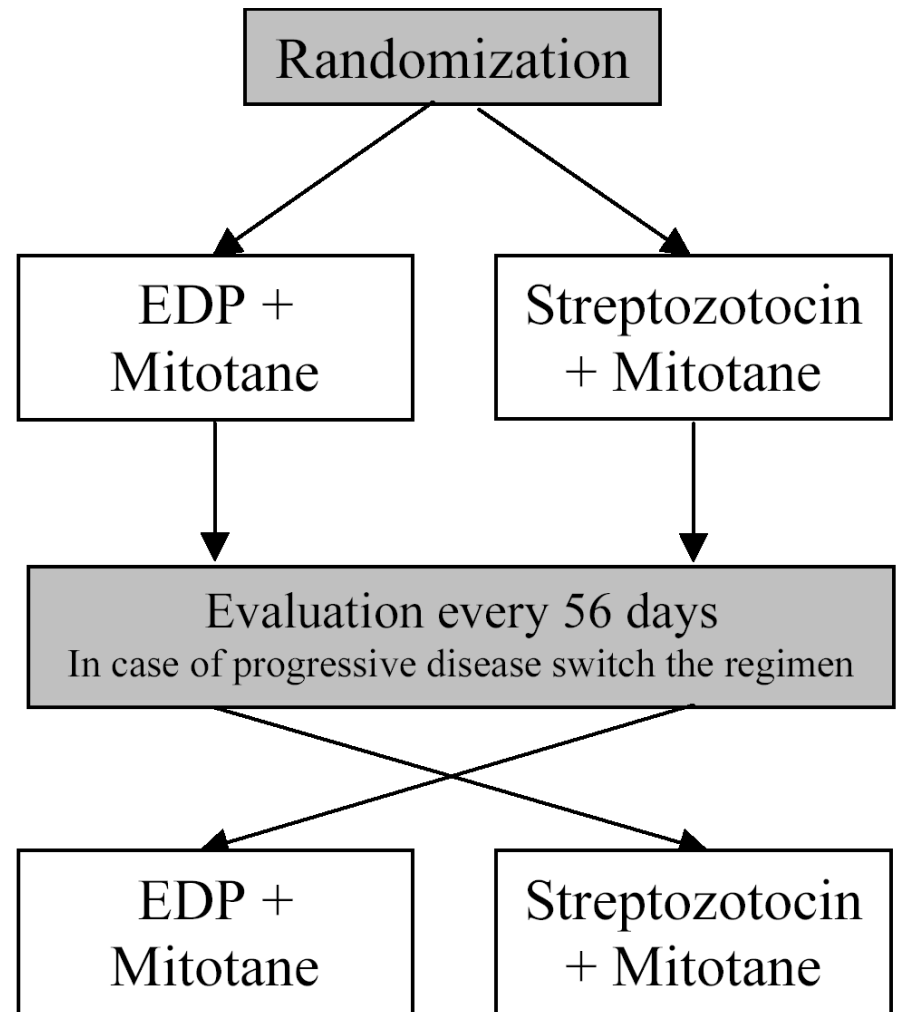 Randomization
EDP +
Mitotane
Streptozotocin
+ Mitotane
Evaluation every 56 days
In case of progressive disease switch the regimen
EDP +
Mitotane
Streptozotocin
+ Mitotane